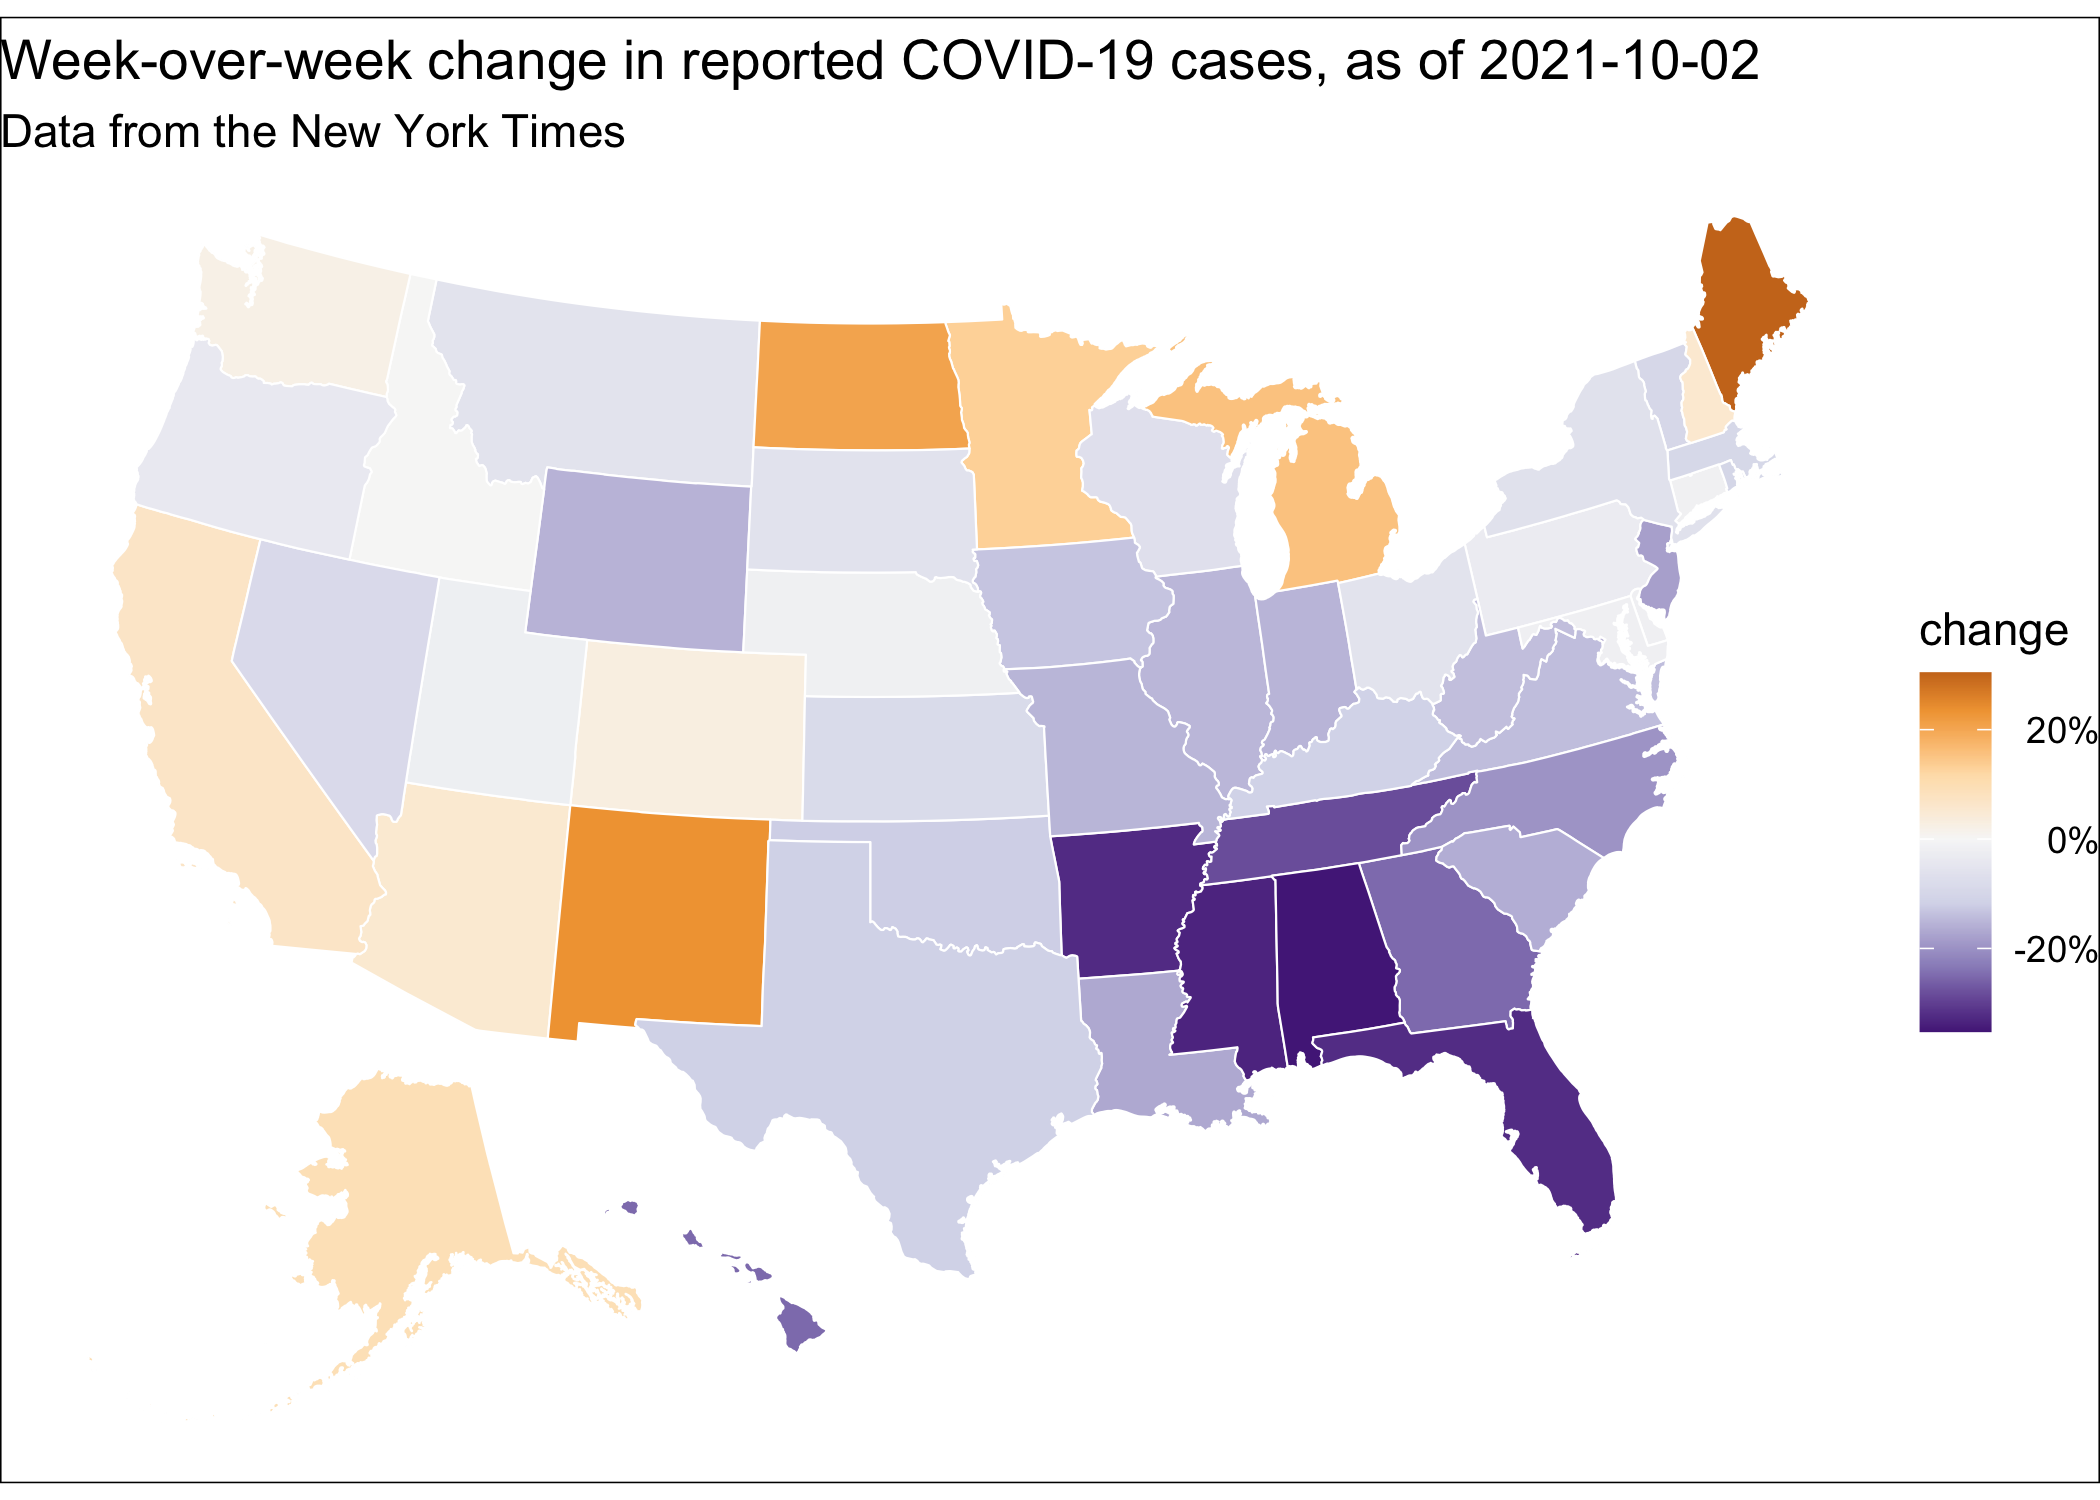 Week-over-week change in reported COVID-19 cases, as of 2021-10-02
Data from the New York Times
change
20%
0%
-20%